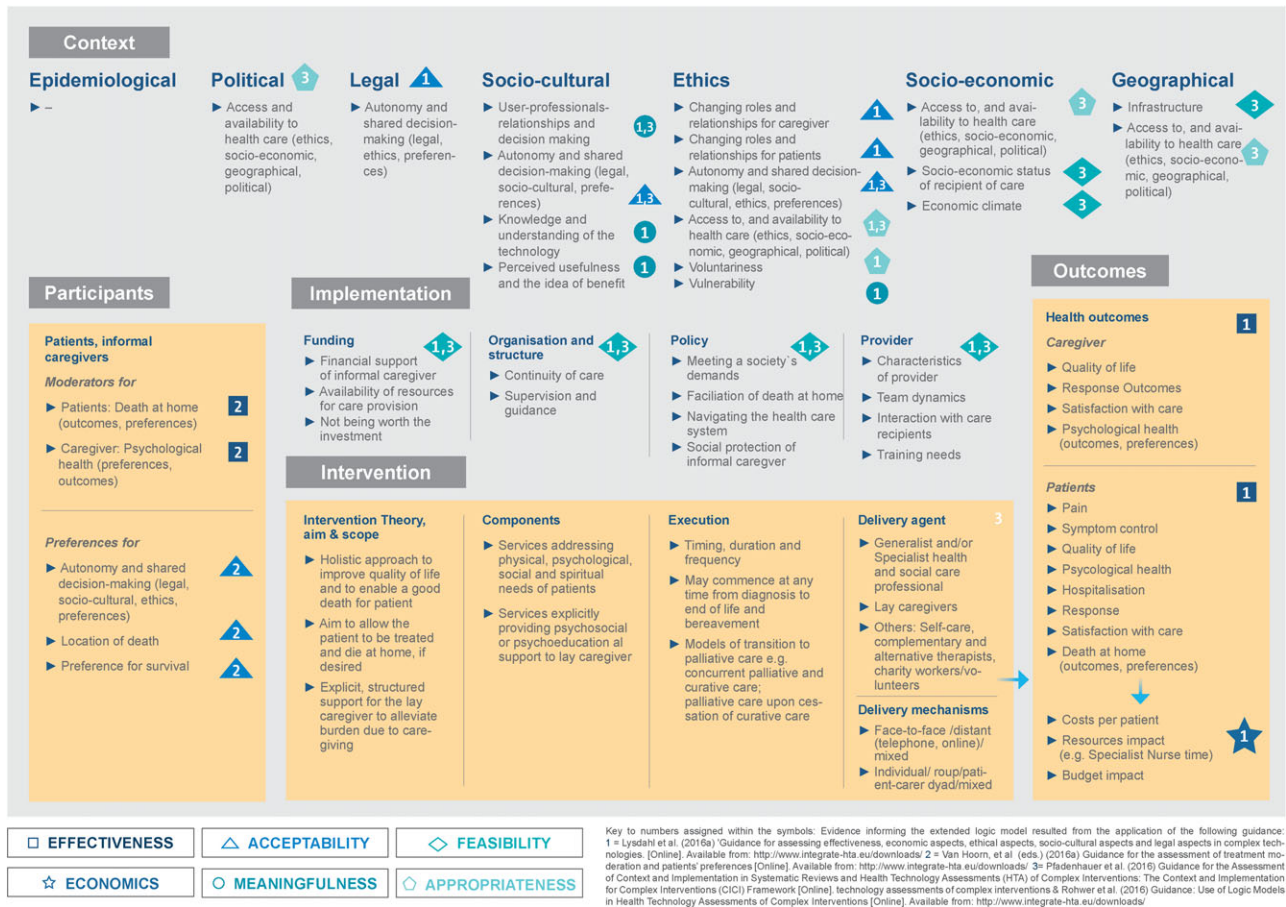 Context
Epidemiological
► –
Political
3
► Access and
availability to
health care (ethics,
socio-economic,
geographical,
political)
Legal
1
► Autonomy and
shared decision-
making (legal,
ethics, preferen-
ces)
Socio-cultural
► User-professionals-
relationships and
decision making
1,3
► Autonomy and shared
decision-making (legal,
socio-cultural, prefe-
rences)
1,3
► Knowledge and
understanding of the
technology
1
► Perceived usefulness
and the idea of benefit
1
Ethics
► Changing roles and
relationships for caregiver
1
► Changing roles and
relationships for patients
1
► Autonomy and shared decision-
making (legal, socio-
cultural, ethics, preferences)
1,3
► Access to, and availability to
health care (ethics, socio-eco-
nomic, geographical, political)
1,3
► Voluntariness
1
► Vulnerability
1
Socio-economic
► Access to, and avai-
lability to health care
(ethics, socio-economic,
geographical, political)
3
► Socio-economic status
of recipient of care
3
► Economic climate
3
Geographical
► Infrastructure
3
► Access to, and avai-
lability to health care
(ethics, socio-econo-
mic, geographical,
political)
3
Participants
Patients, informal
caregivers
Moderators for
► Patients: Death at home
(outcomes, preferences)
2
► Caregiver: Psychological
health (preferences,
outcomes)
2
Preferences for
► Autonomy and shared
decision-making (legal,
socio-cultural, ethics,
preferences)
2
► Location of death
2
► Preference for survival
2
Implementation
Funding
1,3
► Financial support
of informal caregiver
► Availability of resources
for care provision
► Not being worth the
investment
Organisation and
structure
1,3
► Continuity of care
► Supervision and
guidance
Policy
1,3
► Meeting a society`s
demands
► Faciliation of death at home
► Navigating the health care
system
► Social protection of
informal caregiver
Provider
1,3
► Characteristics
of provider
► Team dynamics
► Interaction with care
recipients
► Training needs
Intervention
Intervention Theory,
aim & scope
► Holistic approach to
improve quality of life
and to enable a good
death for patient
► Aim to allow the
patient to be treated
and die at home, if
desired
► Explicit, structured
support for the lay
caregiver to alleviate
burden due to care-
giving
Components
► Services addressing
physical, psychological,
social and spiritual
needs of patients
► Services explicitly
providing psychosocial
or psychoeducation al
support to lay caregiver
Execution
► Timing, duration and
frequency
► May commence at any
time from diagnosis to
end of life and
bereavement
► Models of transition to
palliative care e.g.
concurrent palliative and
curative care;
palliative care upon ces-
sation of curative care
Delivery agent
3
► Generalist and/or
Specialist health
and social care
professional
► Lay caregivers
► Others: Self-care,
complementary and
alternative therapists,
charity workers/vo-
lunteers
Delivery mechanisms
► Face-to-face /distant
(telephone, online)/
mixed
► Individual/ roup/pati-
ent-carer dyad/mixed
Outcomes
Health outcomes
1
Caregiver
► Quality of life
► Response Outcomes
► Satisfaction with care
► Psychological health
(outcomes, preferences)
Patients
1
► Pain
► Symptom control
► Quality of life
► Psycological health
► Hospitalisation
► Response
► Satisfaction with care
► Death at home
(outcomes, preferences)
► Costs per patient
► Resources impact
(e.g. Specialist Nurse time)
1
► Budget impact
EFFECTIVENESS
ACCEPTABILITY
FEASIBILITY
ECONOMICS
MEANINGFULNESS
APPROPRIATENESS
Key to numbers assigned within the symbols: Evidence informing the extended logic model resulted from the application of the following guidance:
1 = Lysdahl et al. (2016a) 'Guidance for assessing effectiveness, economic aspects, ethical aspects, socio-cultural aspects and legal aspects in complex tech-
nologies. [Online]. Available from: http://www.integrate-hta.eu/downloads/ 2 = Van Hoorn, et al (eds.) (2016a) Guidance for the assessment of treatment mo-
deration and patients' preferences [Online]. Available from: http://www.integrate-hta.eu/downloads/ 3= Pfadenhauer et al. (2016) Guidance for the Assessment
of Context and Implementation in Systematic Reviews and Health Technology Assessments (HTA) of Complex Interventions: The Context and Implementation
for Complex Interventions (CICI) Framework [Online]. technology assessments of complex interventions & Rohwer et al. (2016) Guidance: Use of Logic Models
in Health Technology Assessments of Complex Interventions [Online]. Available from: http://www.integrate-hta.eu/downloads/